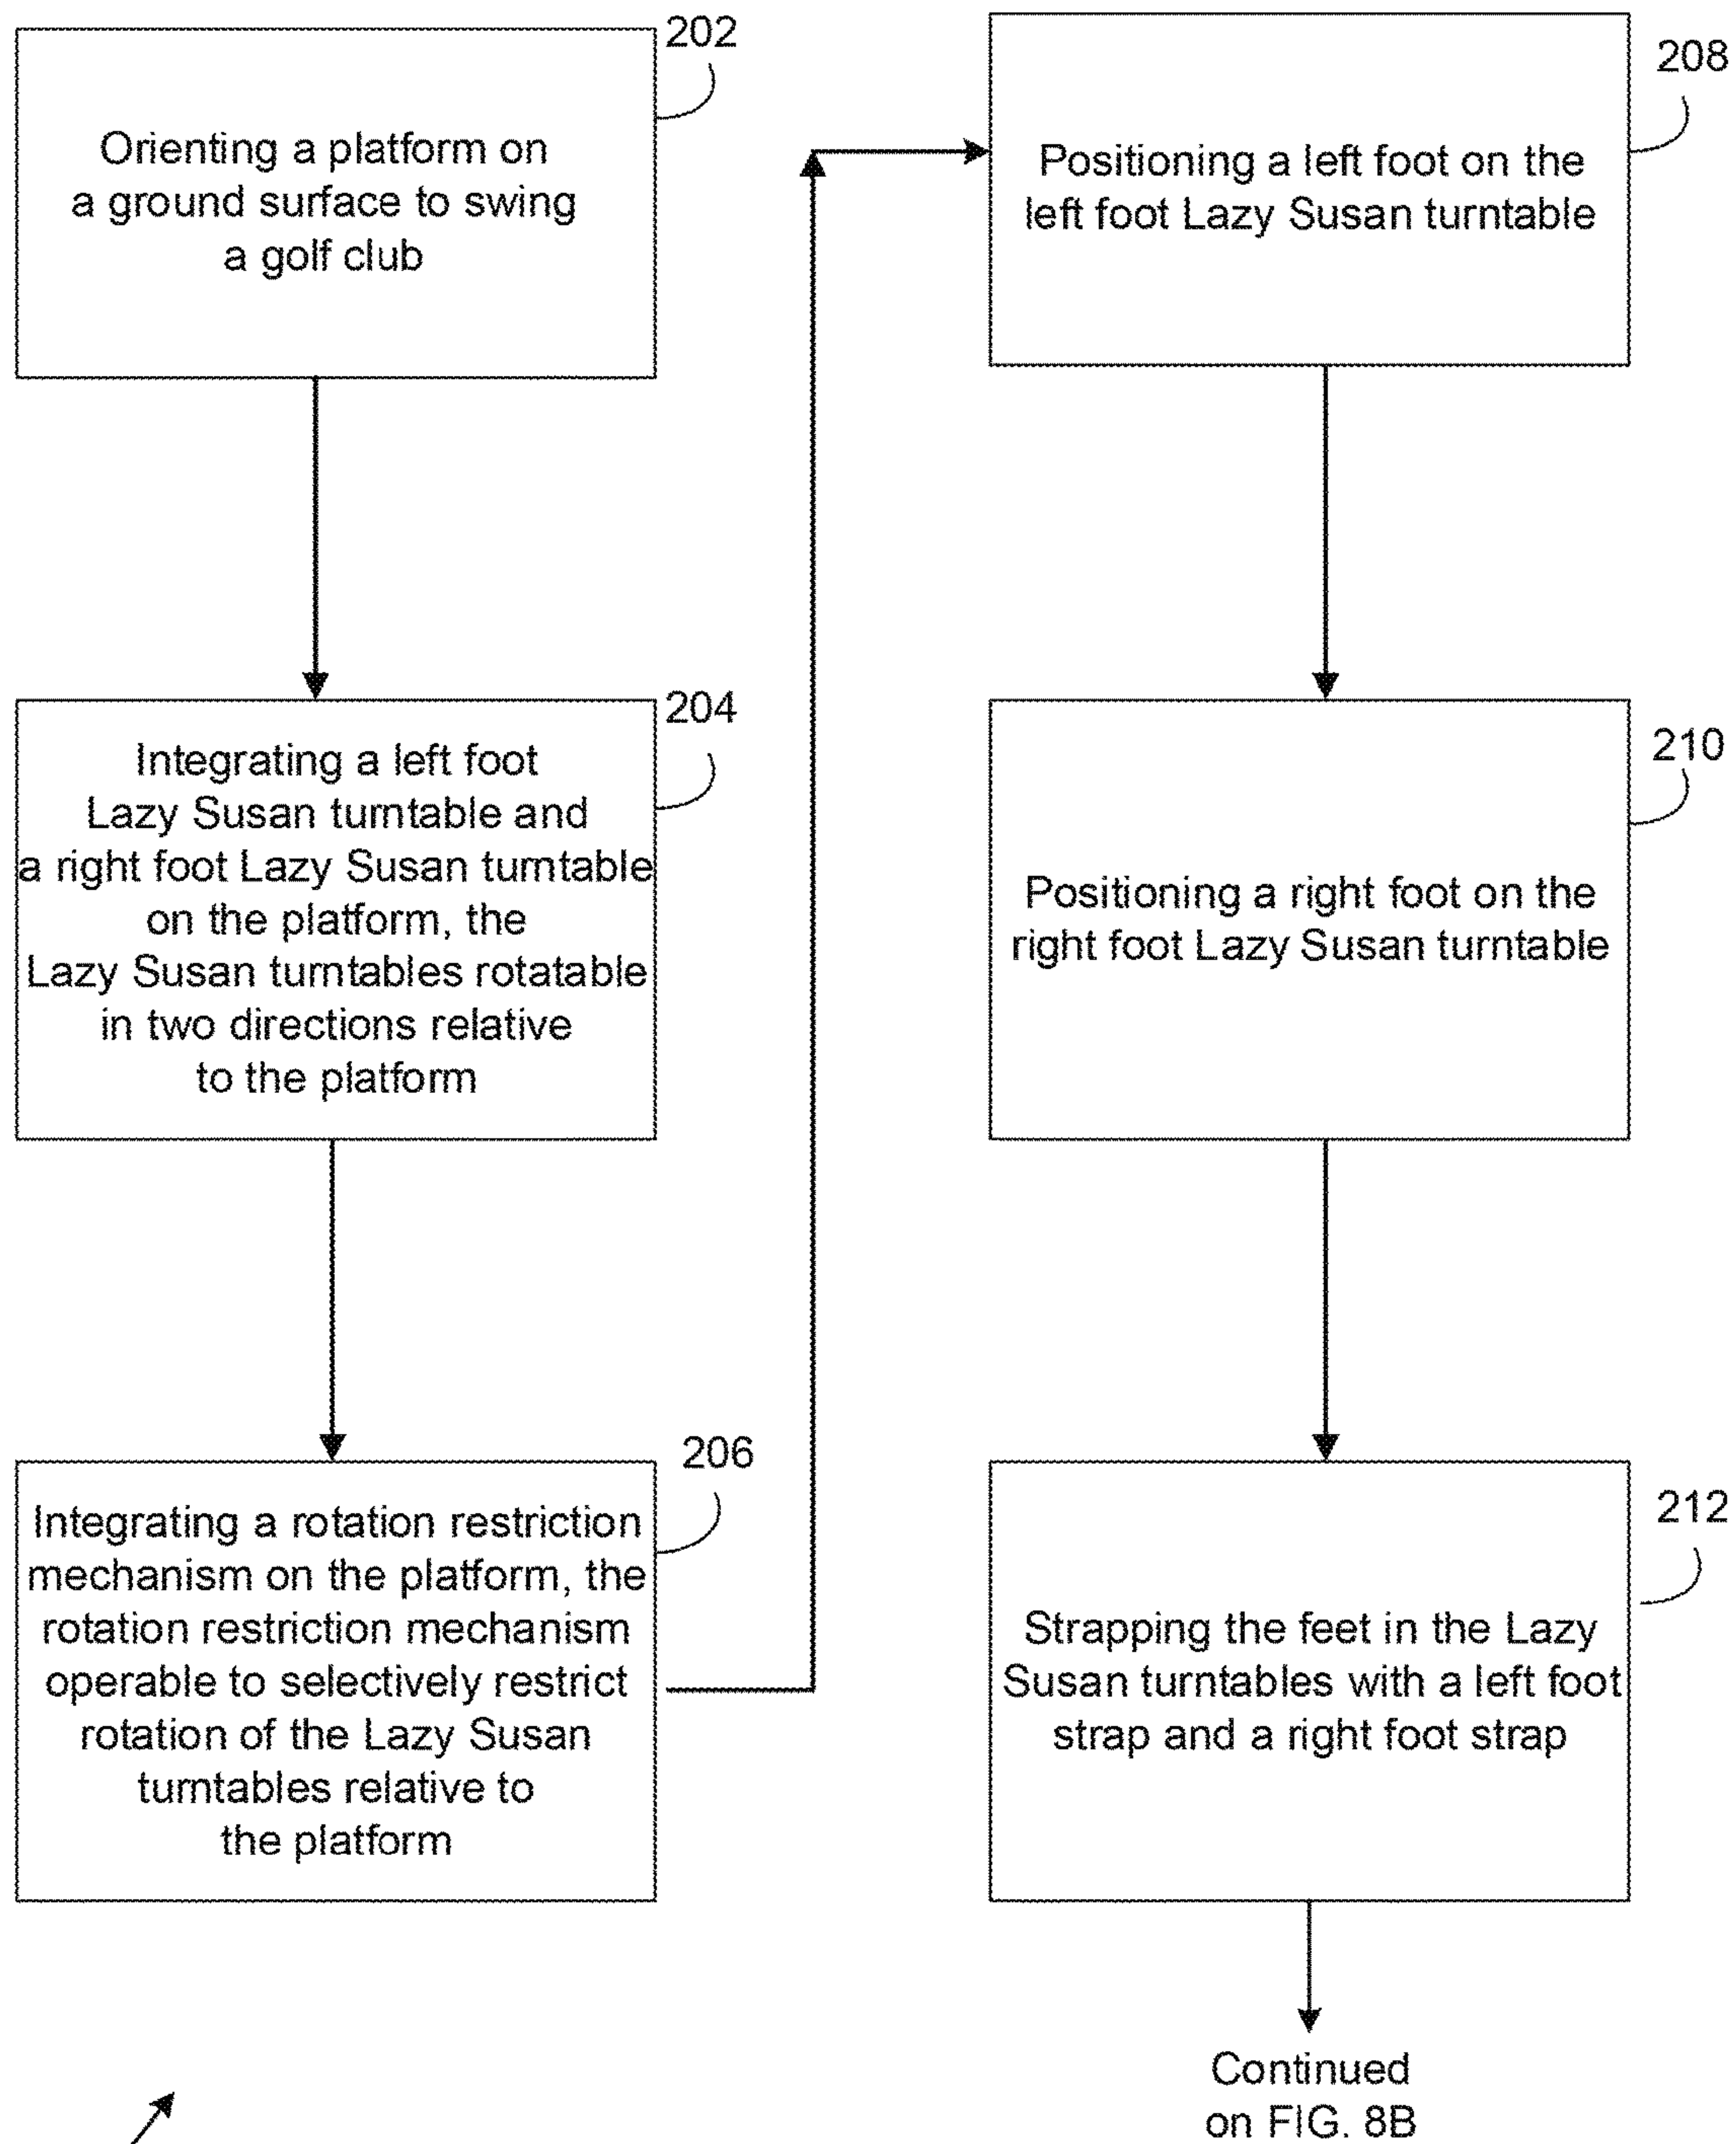 202
Orienting a platform on
a ground surface to swing
a golf club
204
Integrating a left foot
Lazy Susan turntable and
a right foot Lazy Susan turntable
on the platform, the
Lazy Susan turntables rotatable
in two directions relative
to the platform
206
Integrating a rotation restriction
mechanism on the platform, the
rotation restriction mechanism
operable to selectively restrict
rotation of the Lazy Susan
turntables relative to
the platform
208
Positioning a left foot on the
left foot Lazy Susan turntable
210
Positioning a right foot on the
right foot Lazy Susan turntable
212
Strapping the feet in the Lazy
Susan turntables with a left foot
strap and a right foot strap
Continued
on FIG. 8B